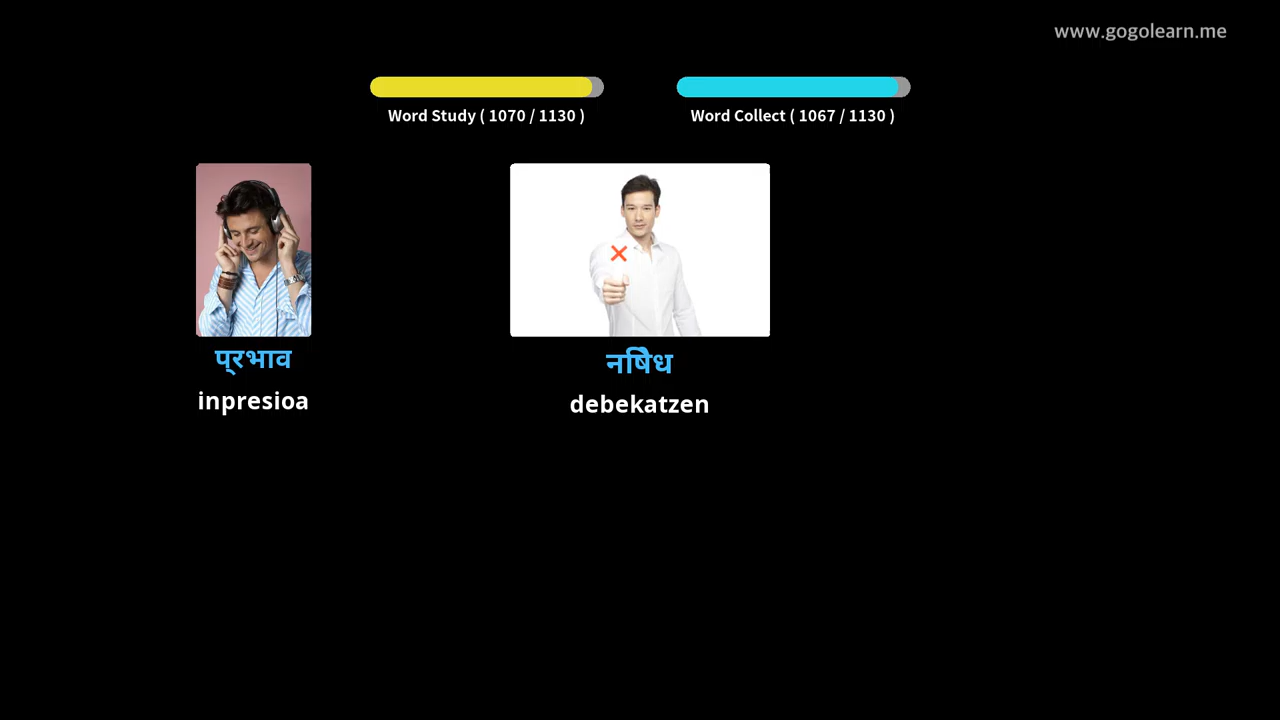 www.gogolearn.me
Word Study ( 1070 / 1130 )
Word Collect ( 1067 / 1130 )
प्रभाव
निषेध
inpresioa
debekatzen